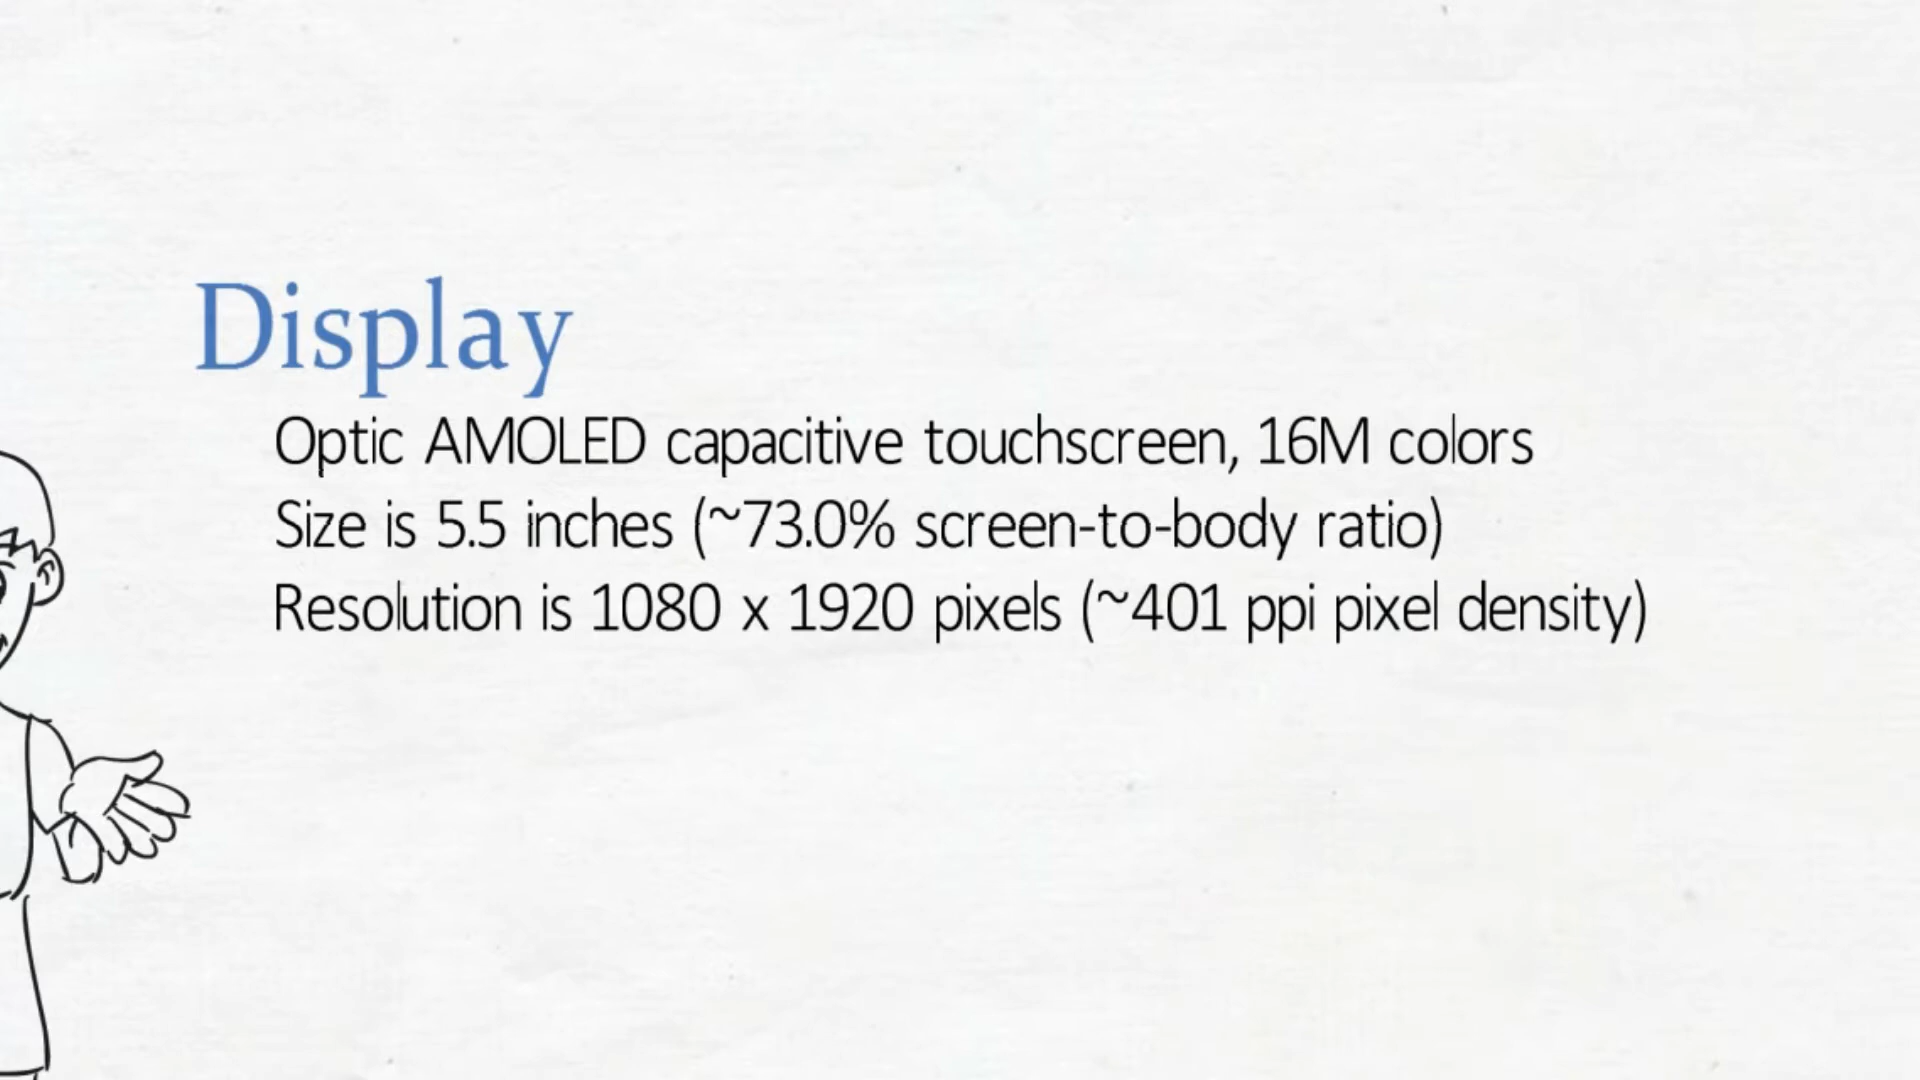 Display
Optic AMOLED capacitive touchscreen, 16M colors
Size is 5.5 inches (~73.0% screen-to-body ratio)
Resolution is 1080 x 1920 pixels (~401 ppi pixel density)